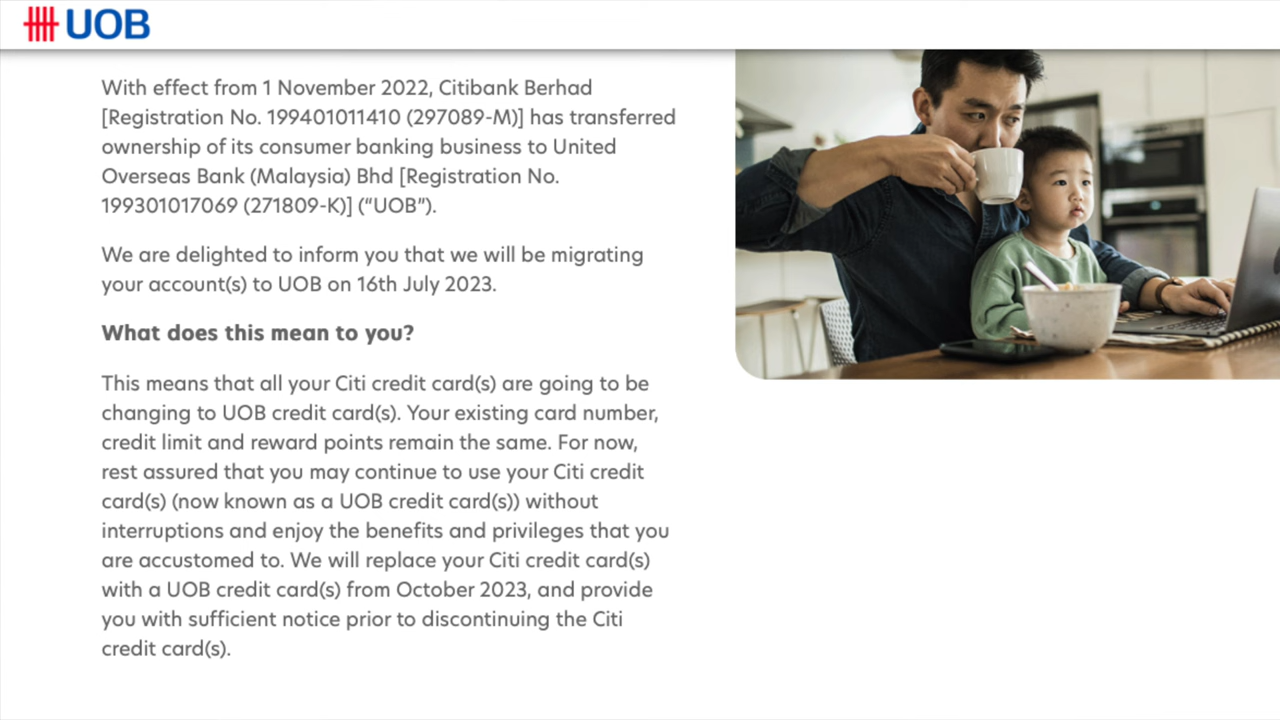 UOB
With effect from 1 November 2022, Citibank Berhad
[Registration No. 199401011410 (297089-M)] has transferred
ownership of its consumer banking business to United
Overseas Bank (Malaysia) Bhd [Registration No.
199301017069 (271809-K)] (“UOB”).
We are delighted to inform you that we will be migrating
your account(s) to UOB on 16th July 2023.
What does this mean to you?
This means that all your Citi credit card(s) are going to be
changing to UOB credit card(s). Your existing card number,
credit limit and reward points remain the same. For now,
rest assured that you may continue to use your Citi credit
card(s) (now known as a UOB credit card(s)) without
interruptions and enjoy the benefits and privileges that you
are accustomed to. We will replace your Citi credit card(s)
with a UOB credit card(s) from October 2023, and provide
you with sufficient notice prior to discontinuing the Citi
credit card(s).